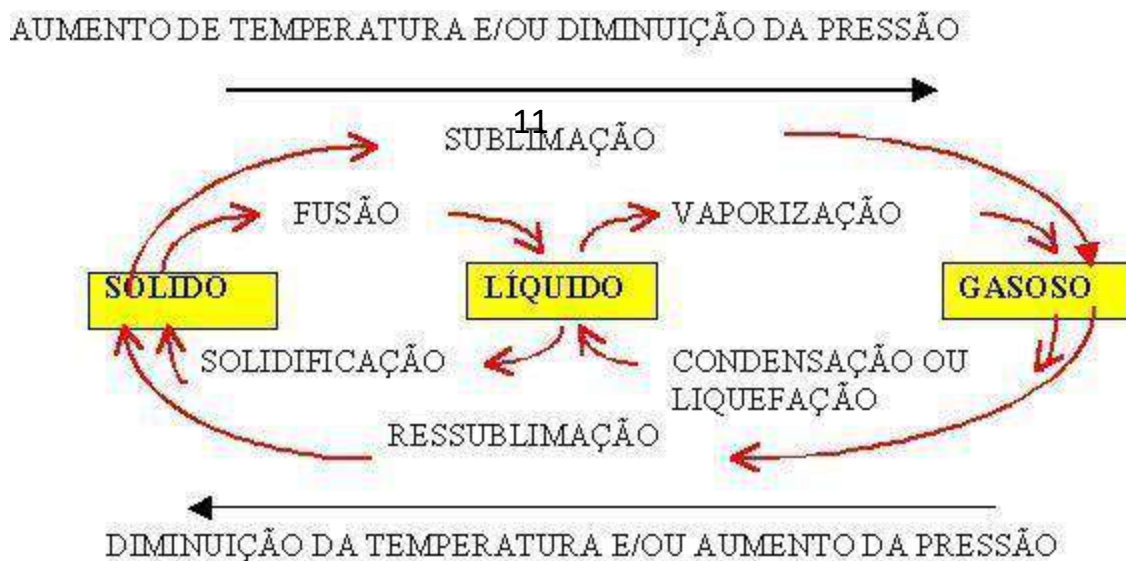 AUMENTO DE TEMPERATURA E/OU DIMINUIÇÃO DA PRESSÃO
11
SUBLIMAÇÃO
FUSÃO
VAPORIZAÇÃO
SÓLIDO
LÍQUIDO
GASOSO
SOLIDIFICAÇÃO
CONDENSAÇÃO OU
LIQUEFAÇÃO
RESSUBLIMAÇÃO
DIMINUIÇÃO DA TEMPERATURA E/OU AUMENTO DA PRESSÃO